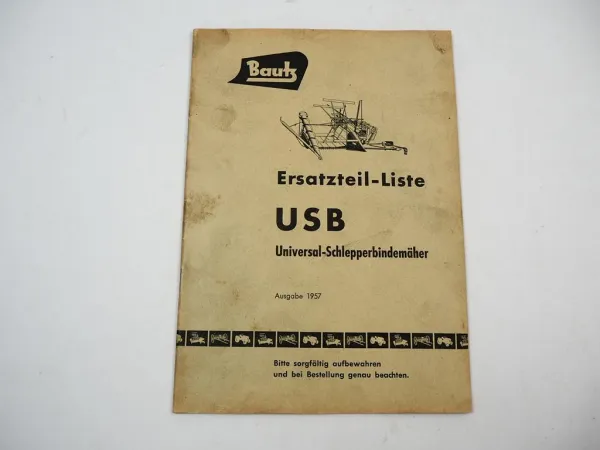 Bautz
Ersatzteil-Liste
USB
Universal-Schlepperbindemäher
Ausgabe 1957
Bitte sorgfältig aufbewahren
und bei Bestellung genau beachten.